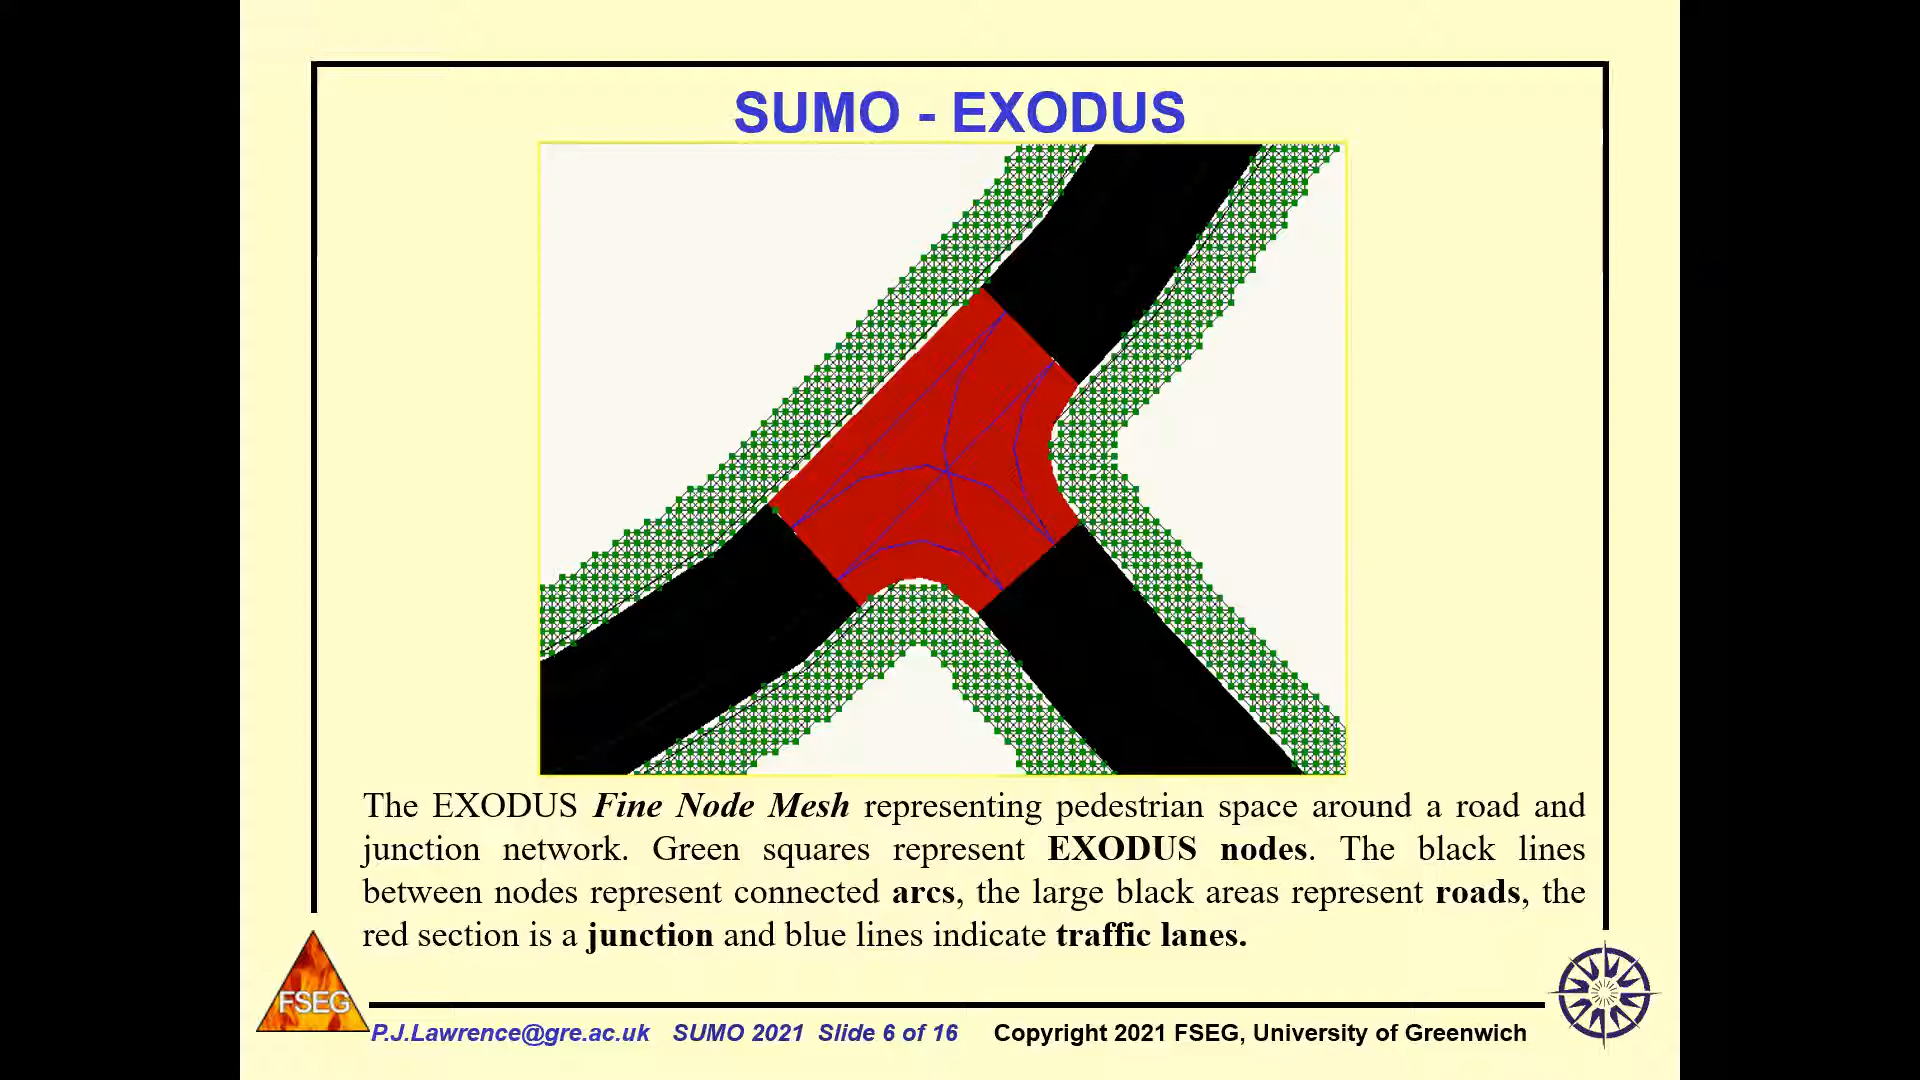 SUMO - EXODUS
The EXODUS Fine Node Mesh representing pedestrian space around a road and
junction network. Green squares represent EXODUS nodes. The black lines
between nodes represent connected arcs, the large black areas represent roads, the
red section is a junction and blue lines indicate traffic lanes.
FSEG
P.J.Lawrence@gre.ac.uk SUMO 2021 Slide 6 of 16 Copyright 2021 FSEG, University of Greenwich